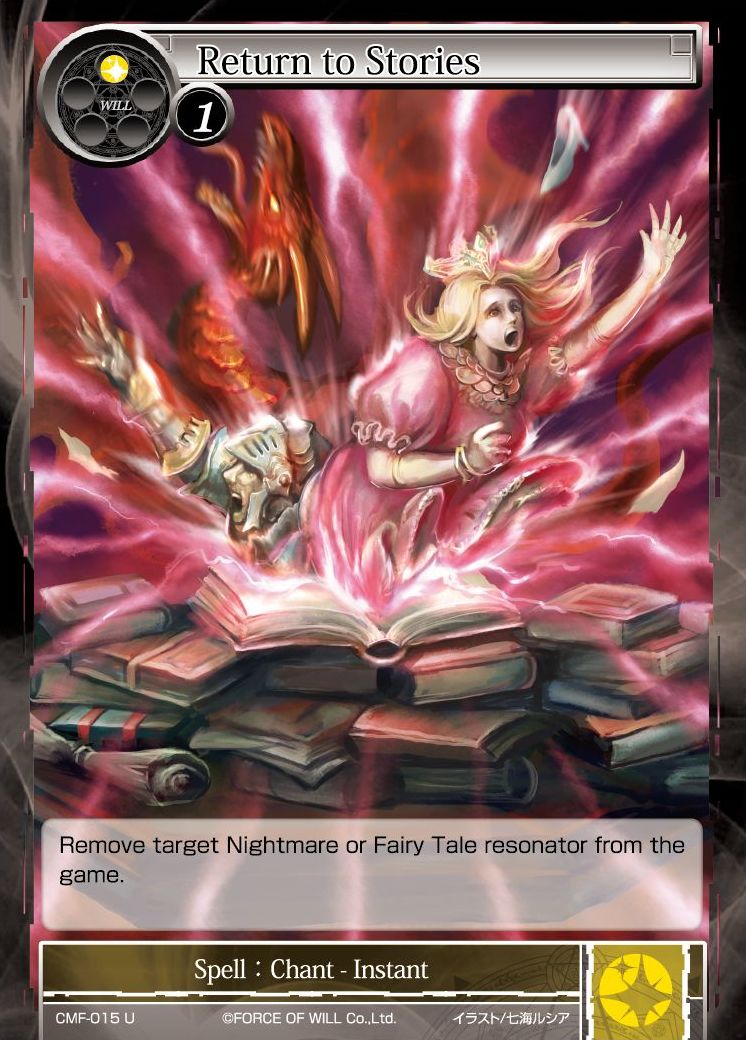 Return to Stories
WILL
1
Remove target Nightmare or Fairy Tale resonator from the
game.
Spell : Chant - Instant
CMF-015 U ©FORCE OF WILL Co.,Ltd. イラスト/七海ルシア